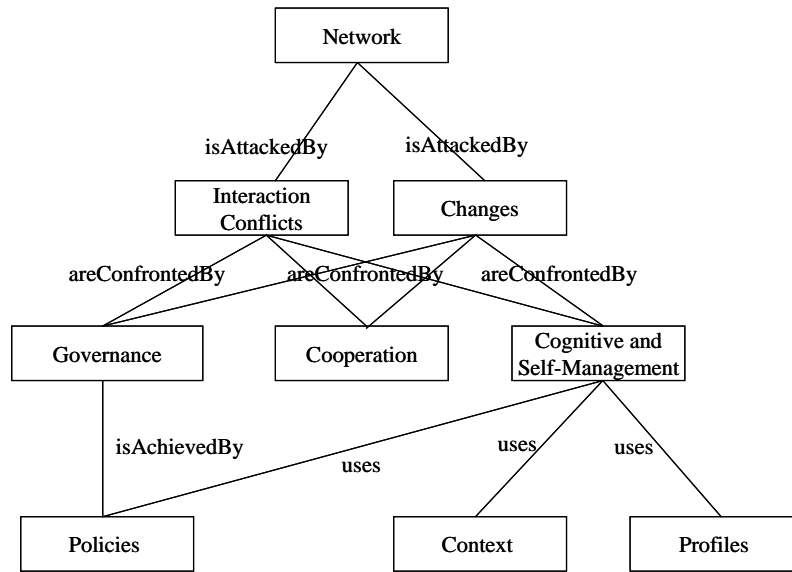 Network
isAttackedBy
isAttackedBy
Interaction
Conflicts
Changes
areConfrontedBy
areConfrontedBy
areConfrontedBy
Governance
Cooperation
Cognitive and
Self-Management
isAchievedBy
uses
uses
uses
Policies
Context
Profiles